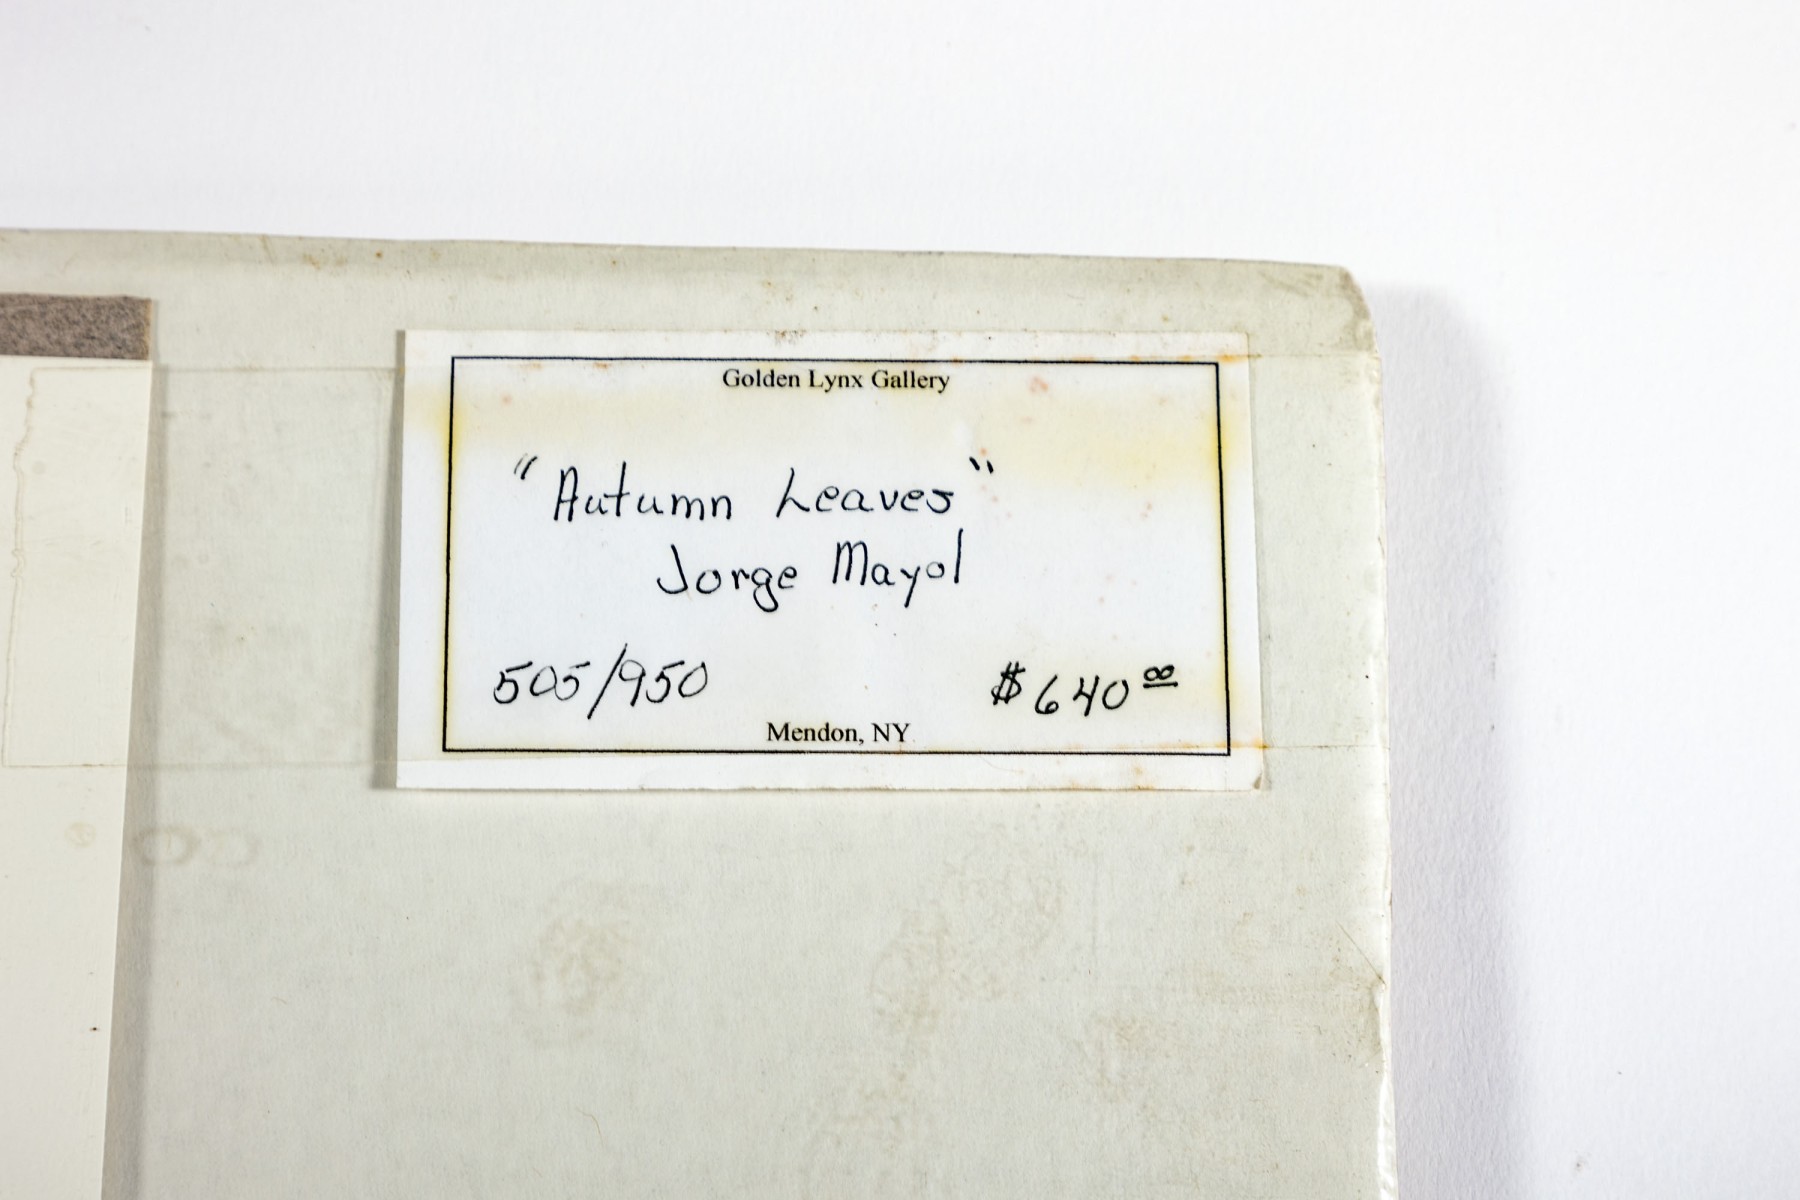 Golden Lynx Gallery
"Autumn Leaves"
Jorge Mayol
505/950 $640 00
Mendon, NY